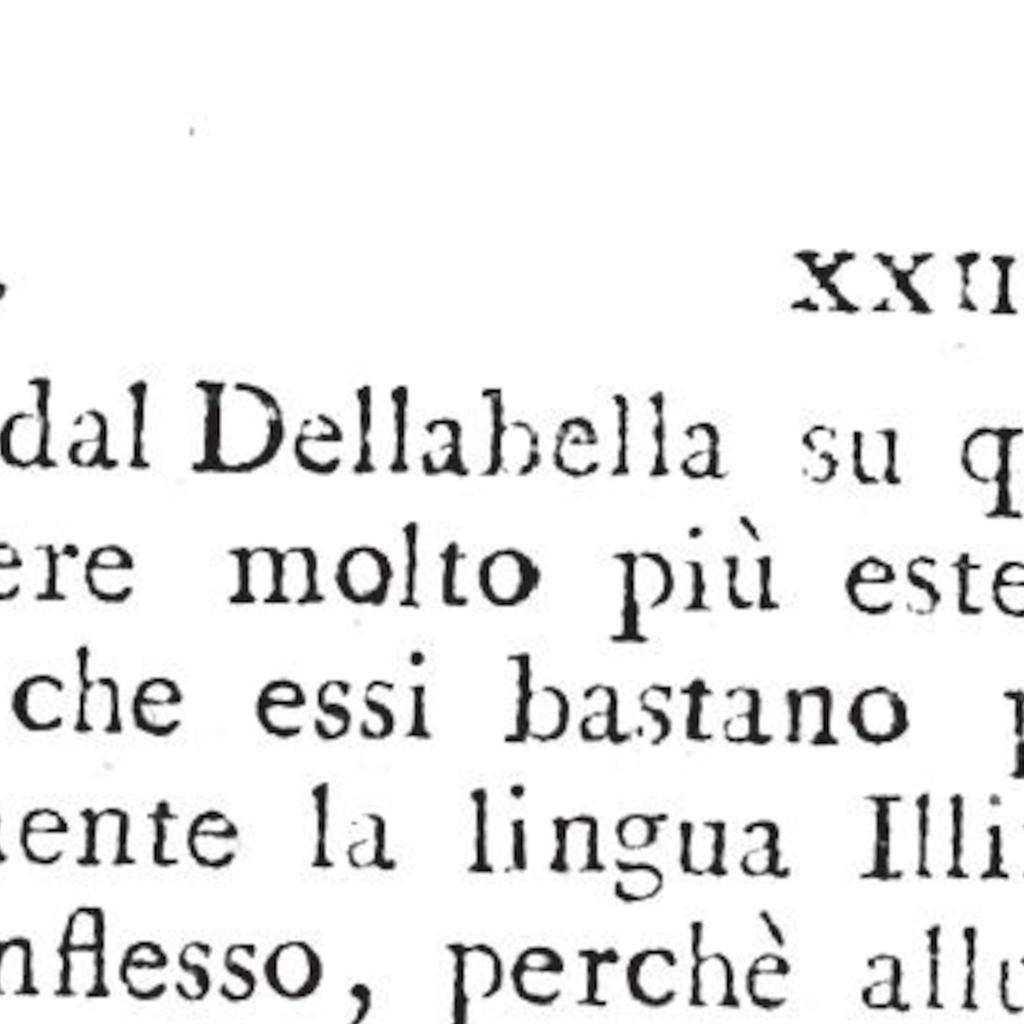 . XXII
dal Dellabella su q
ere molto più este
che essi bastano p
ente la lingua Illi
nflesso, perchè allu